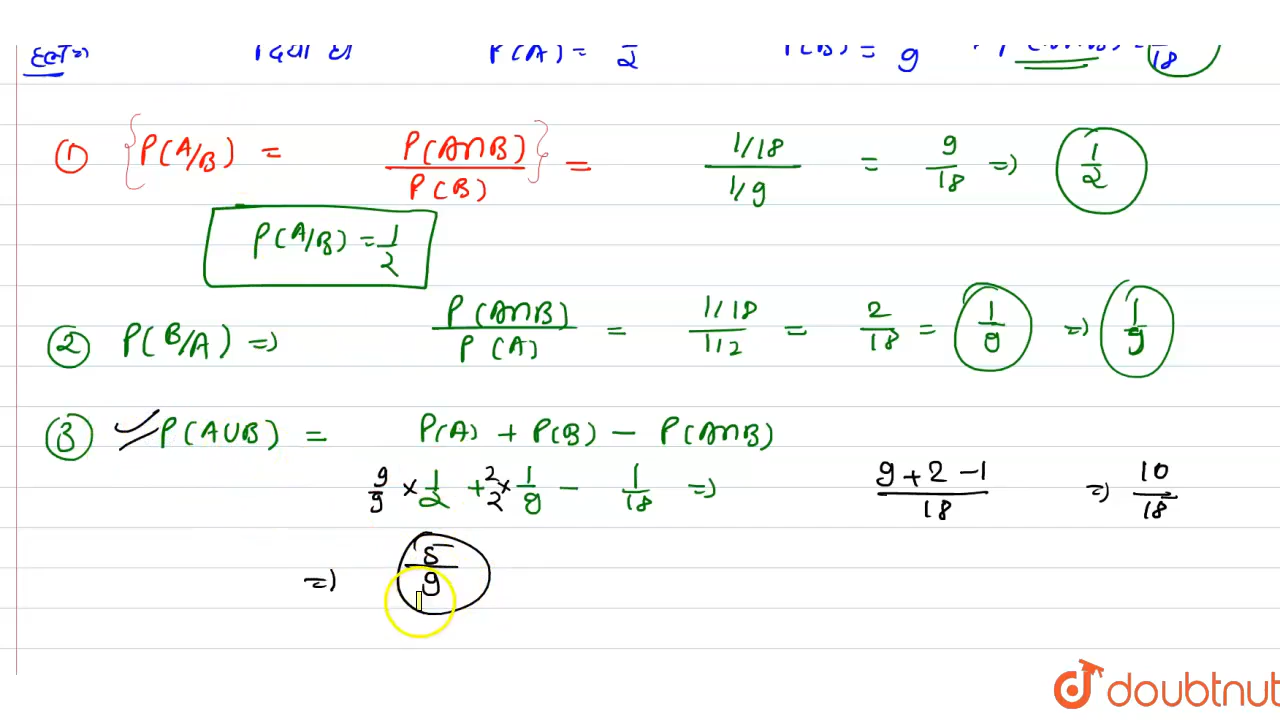 हल⇒ दिया है P(A) = 1/2 P(B) = 1/9 P(A∩B) = 1/18
① {P(A/B) = P(A∩B)/P(B)} = (1/18)/(1/9) = 9/18 ⇒ 1/2
P(A/B) = 1/2
② P(B/A) ⇒ P(A∩B)/P(A) = (1/18)/(1/2) = 2/18 = 1/9 ⇒ 1/9
③ P(A∪B) = P(A) + P(B) − P(A∩B)
9/9 × 1/2 + 2/2 × 1/9 − 1/18 ⇒ (9+2−1)/18 ⇒ 10/18
⇒ 5/9
doubtnut